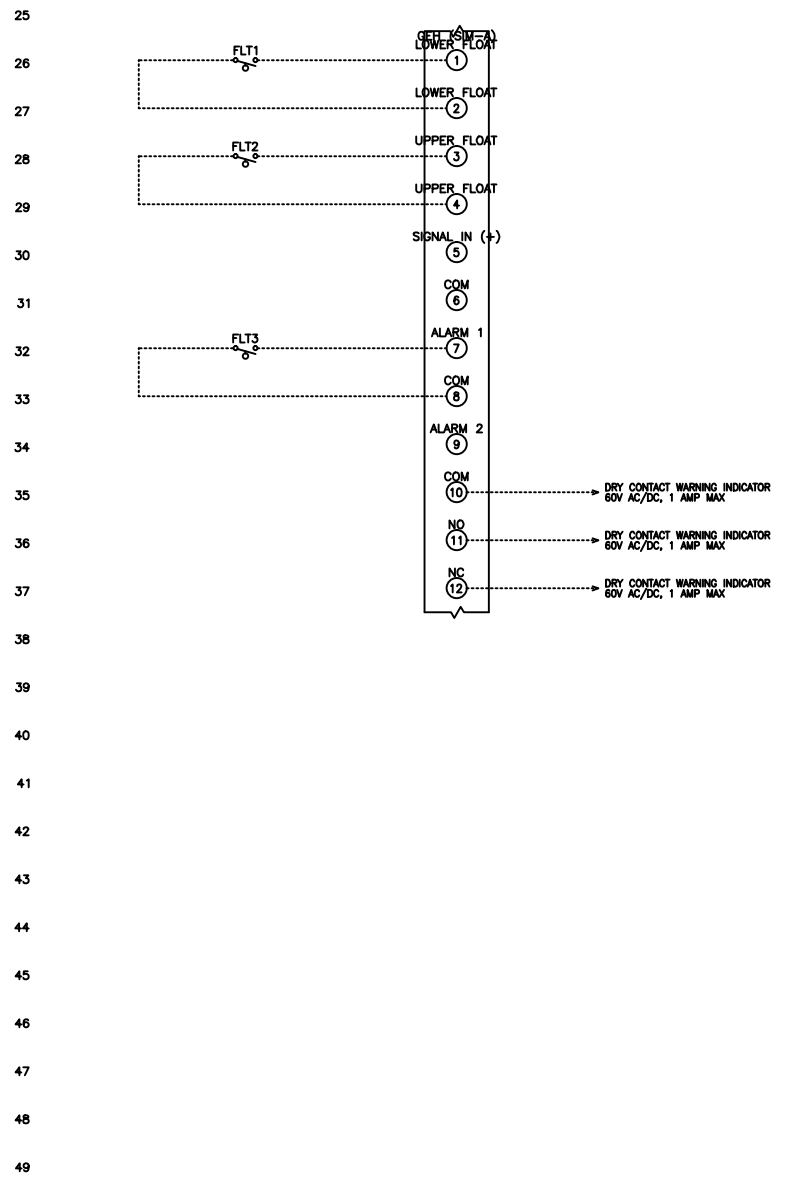 25
GFH (SIM-A)
LOWER FLOAT
FLT1
26 1
LOWER FLOAT
27 2
UPPER FLOAT
FLT2
28 3
UPPER FLOAT
29 4
SIGNAL IN (+)
30 5
COM
31 6
ALARM 1
FLT3
32 7
COM
33 8
ALARM 2
34 9
COM
35 10 DRY CONTACT WARNING INDICATOR
60V AC/DC, 1 AMP MAX
NO
36 11 DRY CONTACT WARNING INDICATOR
60V AC/DC, 1 AMP MAX
NC
37 12 DRY CONTACT WARNING INDICATOR
60V AC/DC, 1 AMP MAX
38
39
40
41
42
43
44
45
46
47
48
49